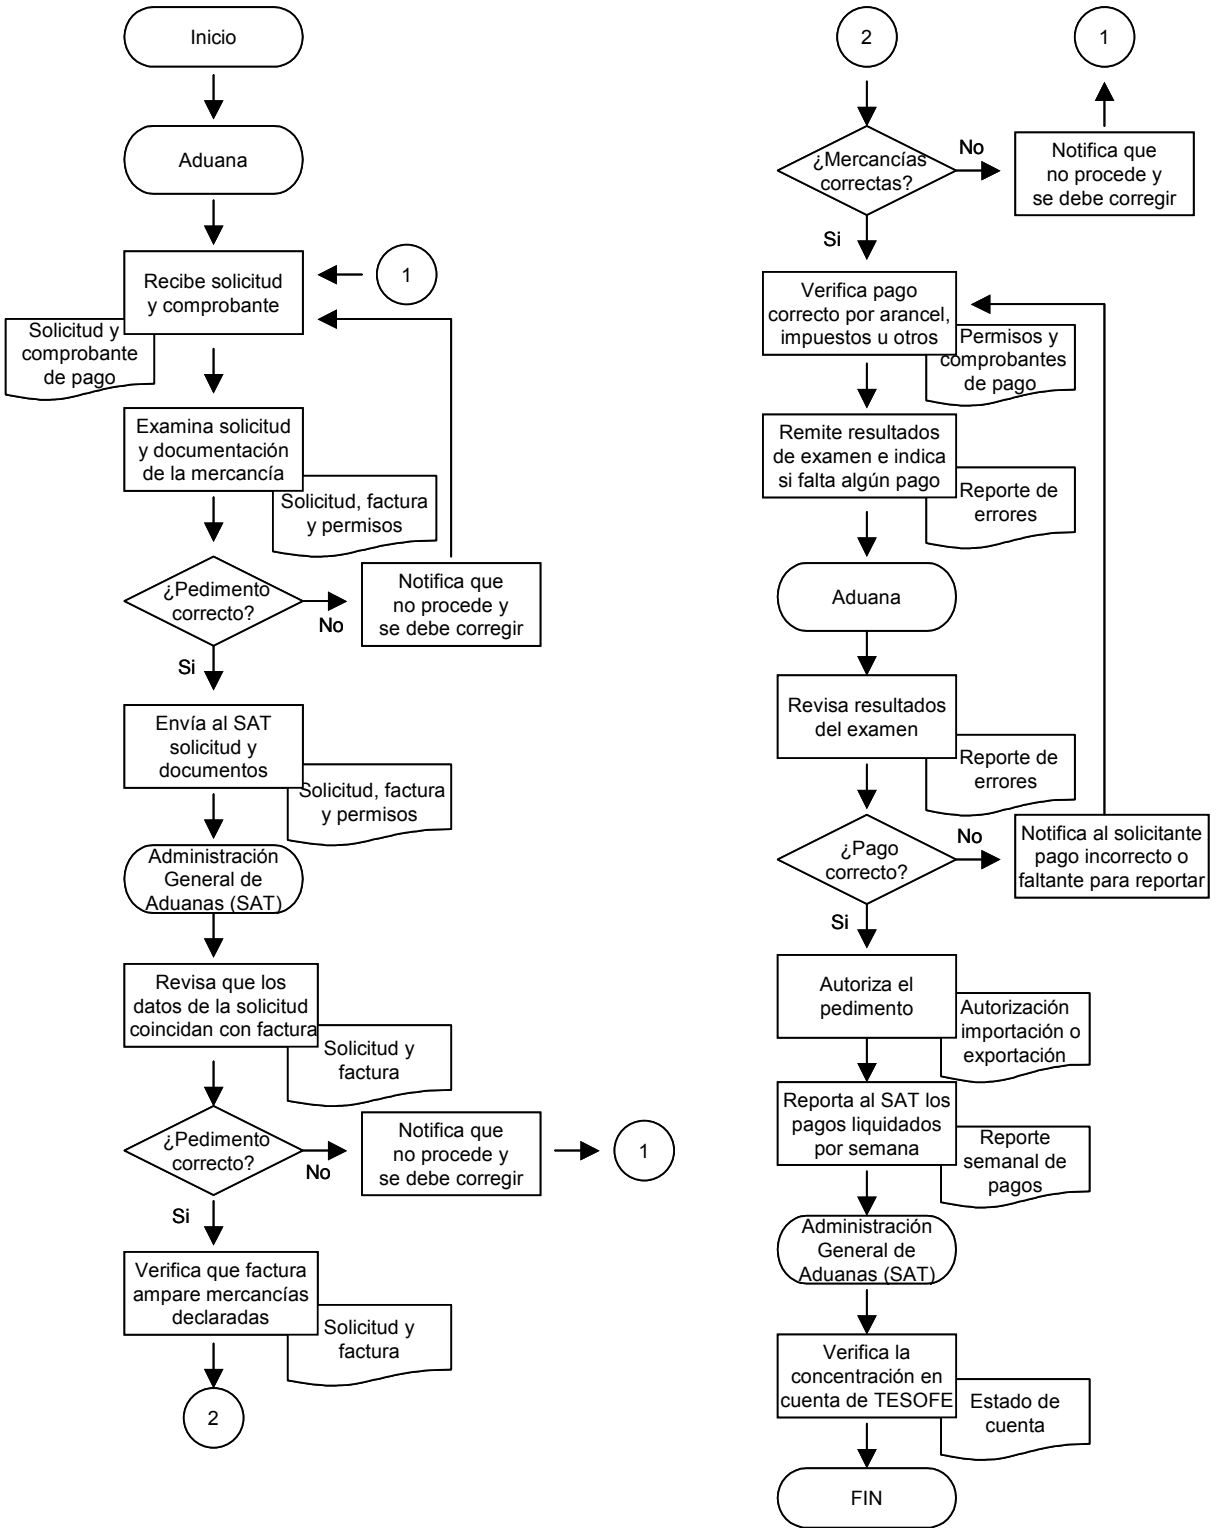 Inicio
Aduana
Recibe solicitud
y comprobante
1
Solicitud y
comprobante
de pago
Examina solicitud
y documentación
de la mercancía
Solicitud, factura
y permisos
¿Pedimento
correcto?
No
Notifica que
no procede y
se debe corregir
Si
Envía al SAT
solicitud y
documentos
Solicitud, factura
y permisos
Administración
General de
Aduanas (SAT)
Revisa que los
datos de la solicitud
coincidan con factura
Solicitud y
factura
¿Pedimento
correcto?
No
Notifica que
no procede y
se debe corregir
1
Si
Verifica que factura
ampare mercancías
declaradas
Solicitud y
factura
2
2
1
¿Mercancías
correctas?
No
Notifica que
no procede y
se debe corregir
Si
Verifica pago
correcto por arancel,
impuestos u otros
Permisos y
comprobantes
de pago
Remite resultados
de examen e indica
si falta algún pago
Reporte de
errores
Aduana
Revisa resultados
del examen
Reporte de
errores
¿Pago
correcto?
No
Notifica al solicitante
pago incorrecto o
faltante para reportar
Si
Autoriza el
pedimento
Autorización
importación o
exportación
Reporta al SAT los
pagos liquidados
por semana
Reporte
semanal de
pagos
Administración
General de
Aduanas (SAT)
Verifica la
concentración en
cuenta de TESOFE
Estado de
cuenta
FIN